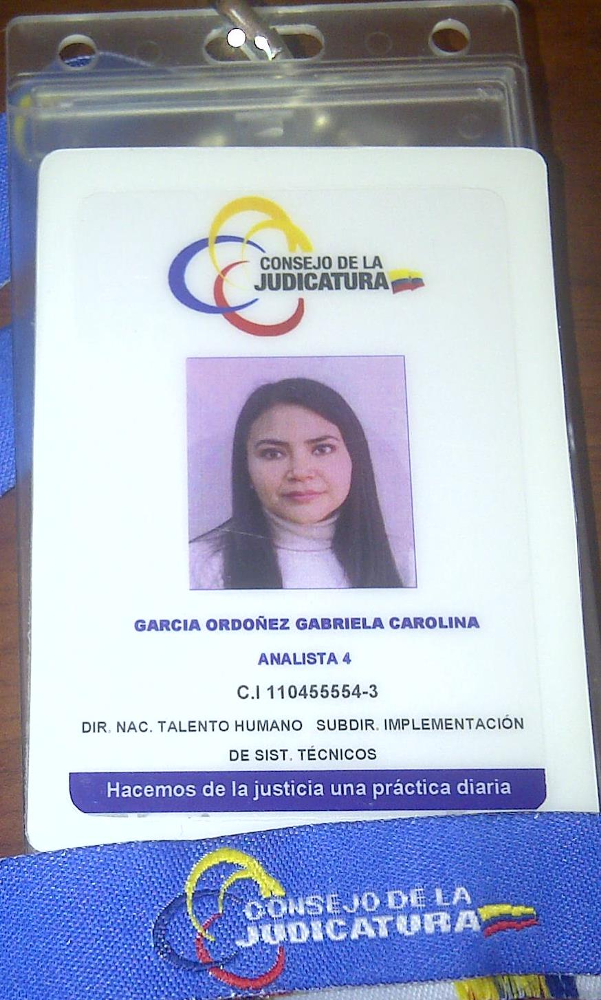 CONSEJO DE LA
JUDICATURA
GARCIA ORDOÑEZ GABRIELA CAROLINA
ANALISTA 4
C.I 110455554-3
DIR. NAC. TALENTO HUMANO SUBDIR. IMPLEMENTACIÓN
DE SIST. TÉCNICOS
Hacemos de la justicia una práctica diaria
CONSEJO DE LA
JUDICATURA